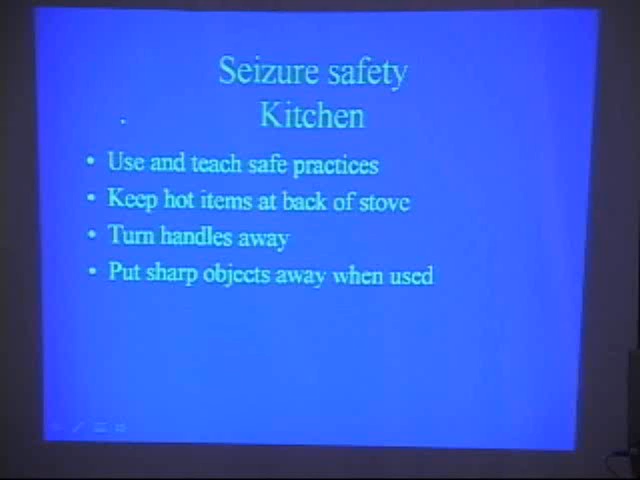 Seizure safety
Kitchen
• Use and teach safe practices
• Keep hot items at back of stove
• Turn handles away
• Put sharp objects away when used